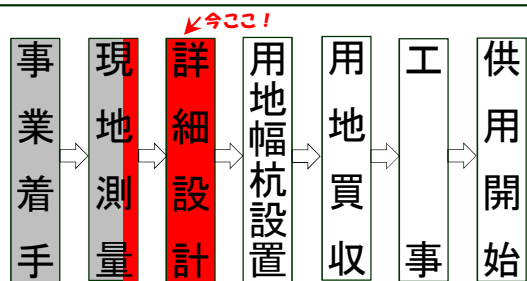 今ここ！
事業着手
現地測量
詳細設計
用地幅杭設置
用地買収
工事
供用開始